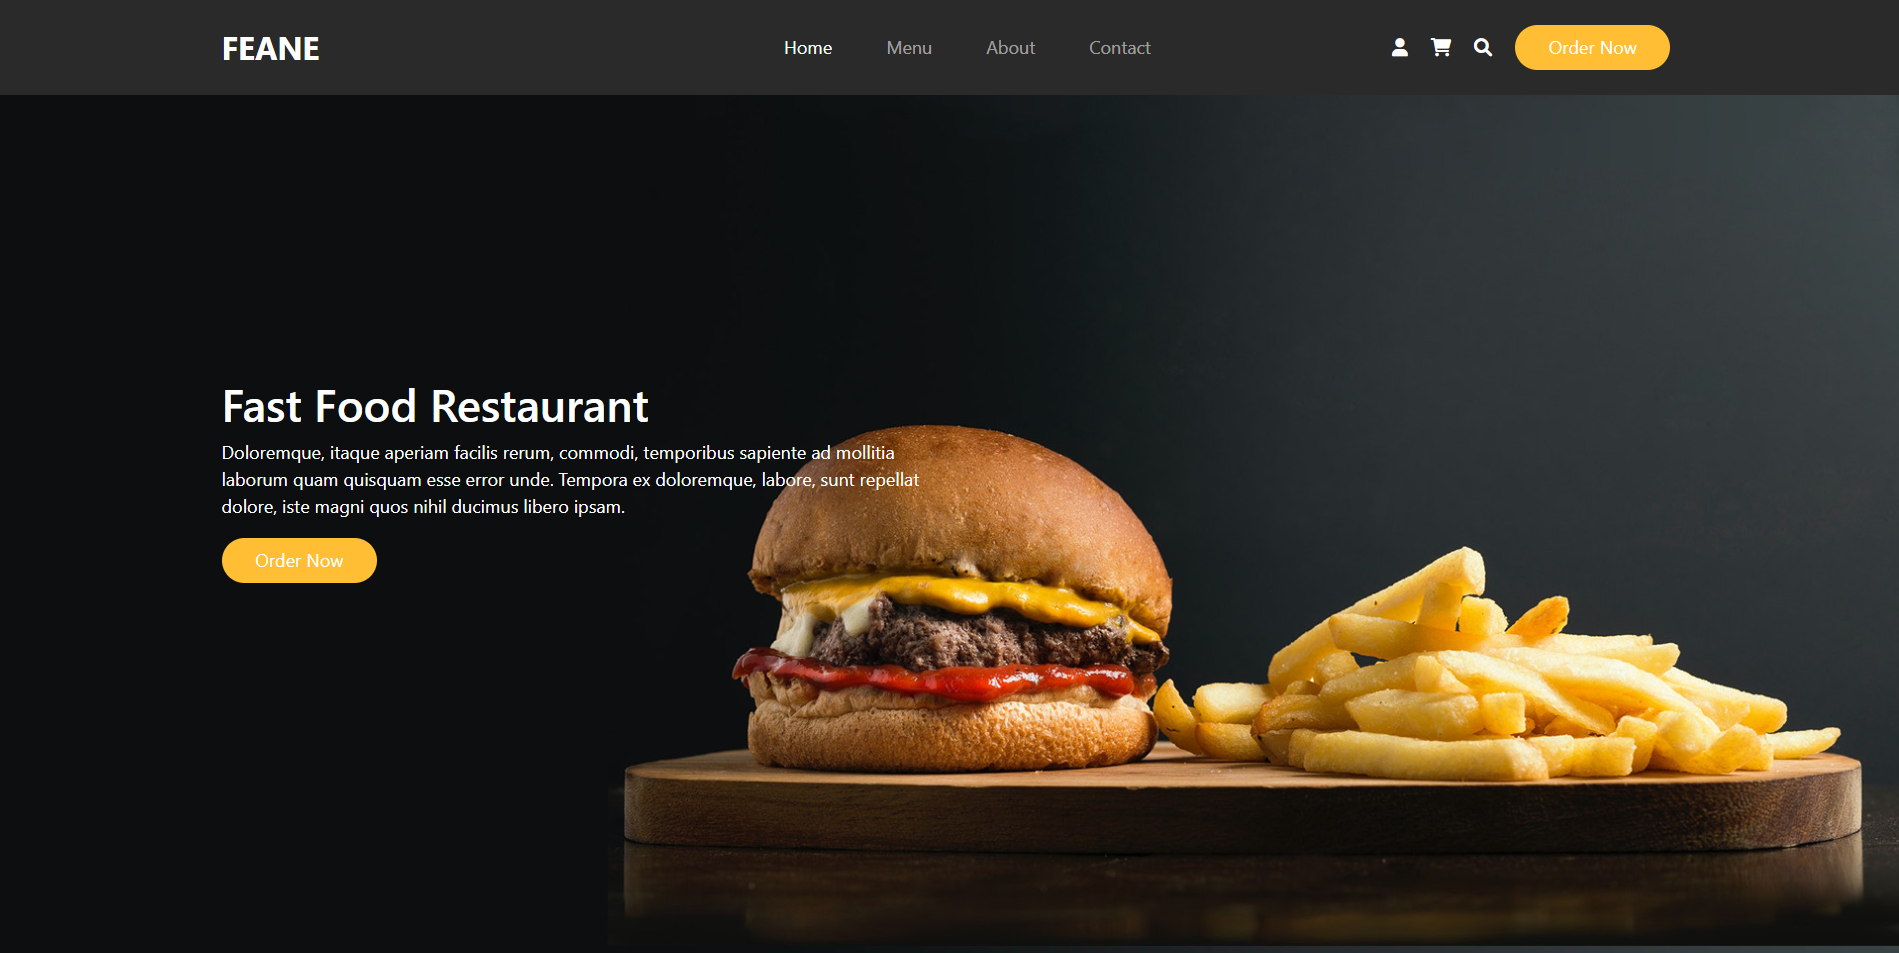 FEANE
Home
Menu
About
Contact
Order Now
Fast Food Restaurant
Doloremque, itaque aperiam facilis rerum, commodi, temporibus sapiente ad mollitia
laborum quam quisquam esse error unde. Tempora ex doloremque, labore, sunt repellat
dolore, iste magni quos nihil ducimus libero ipsam.
Order Now